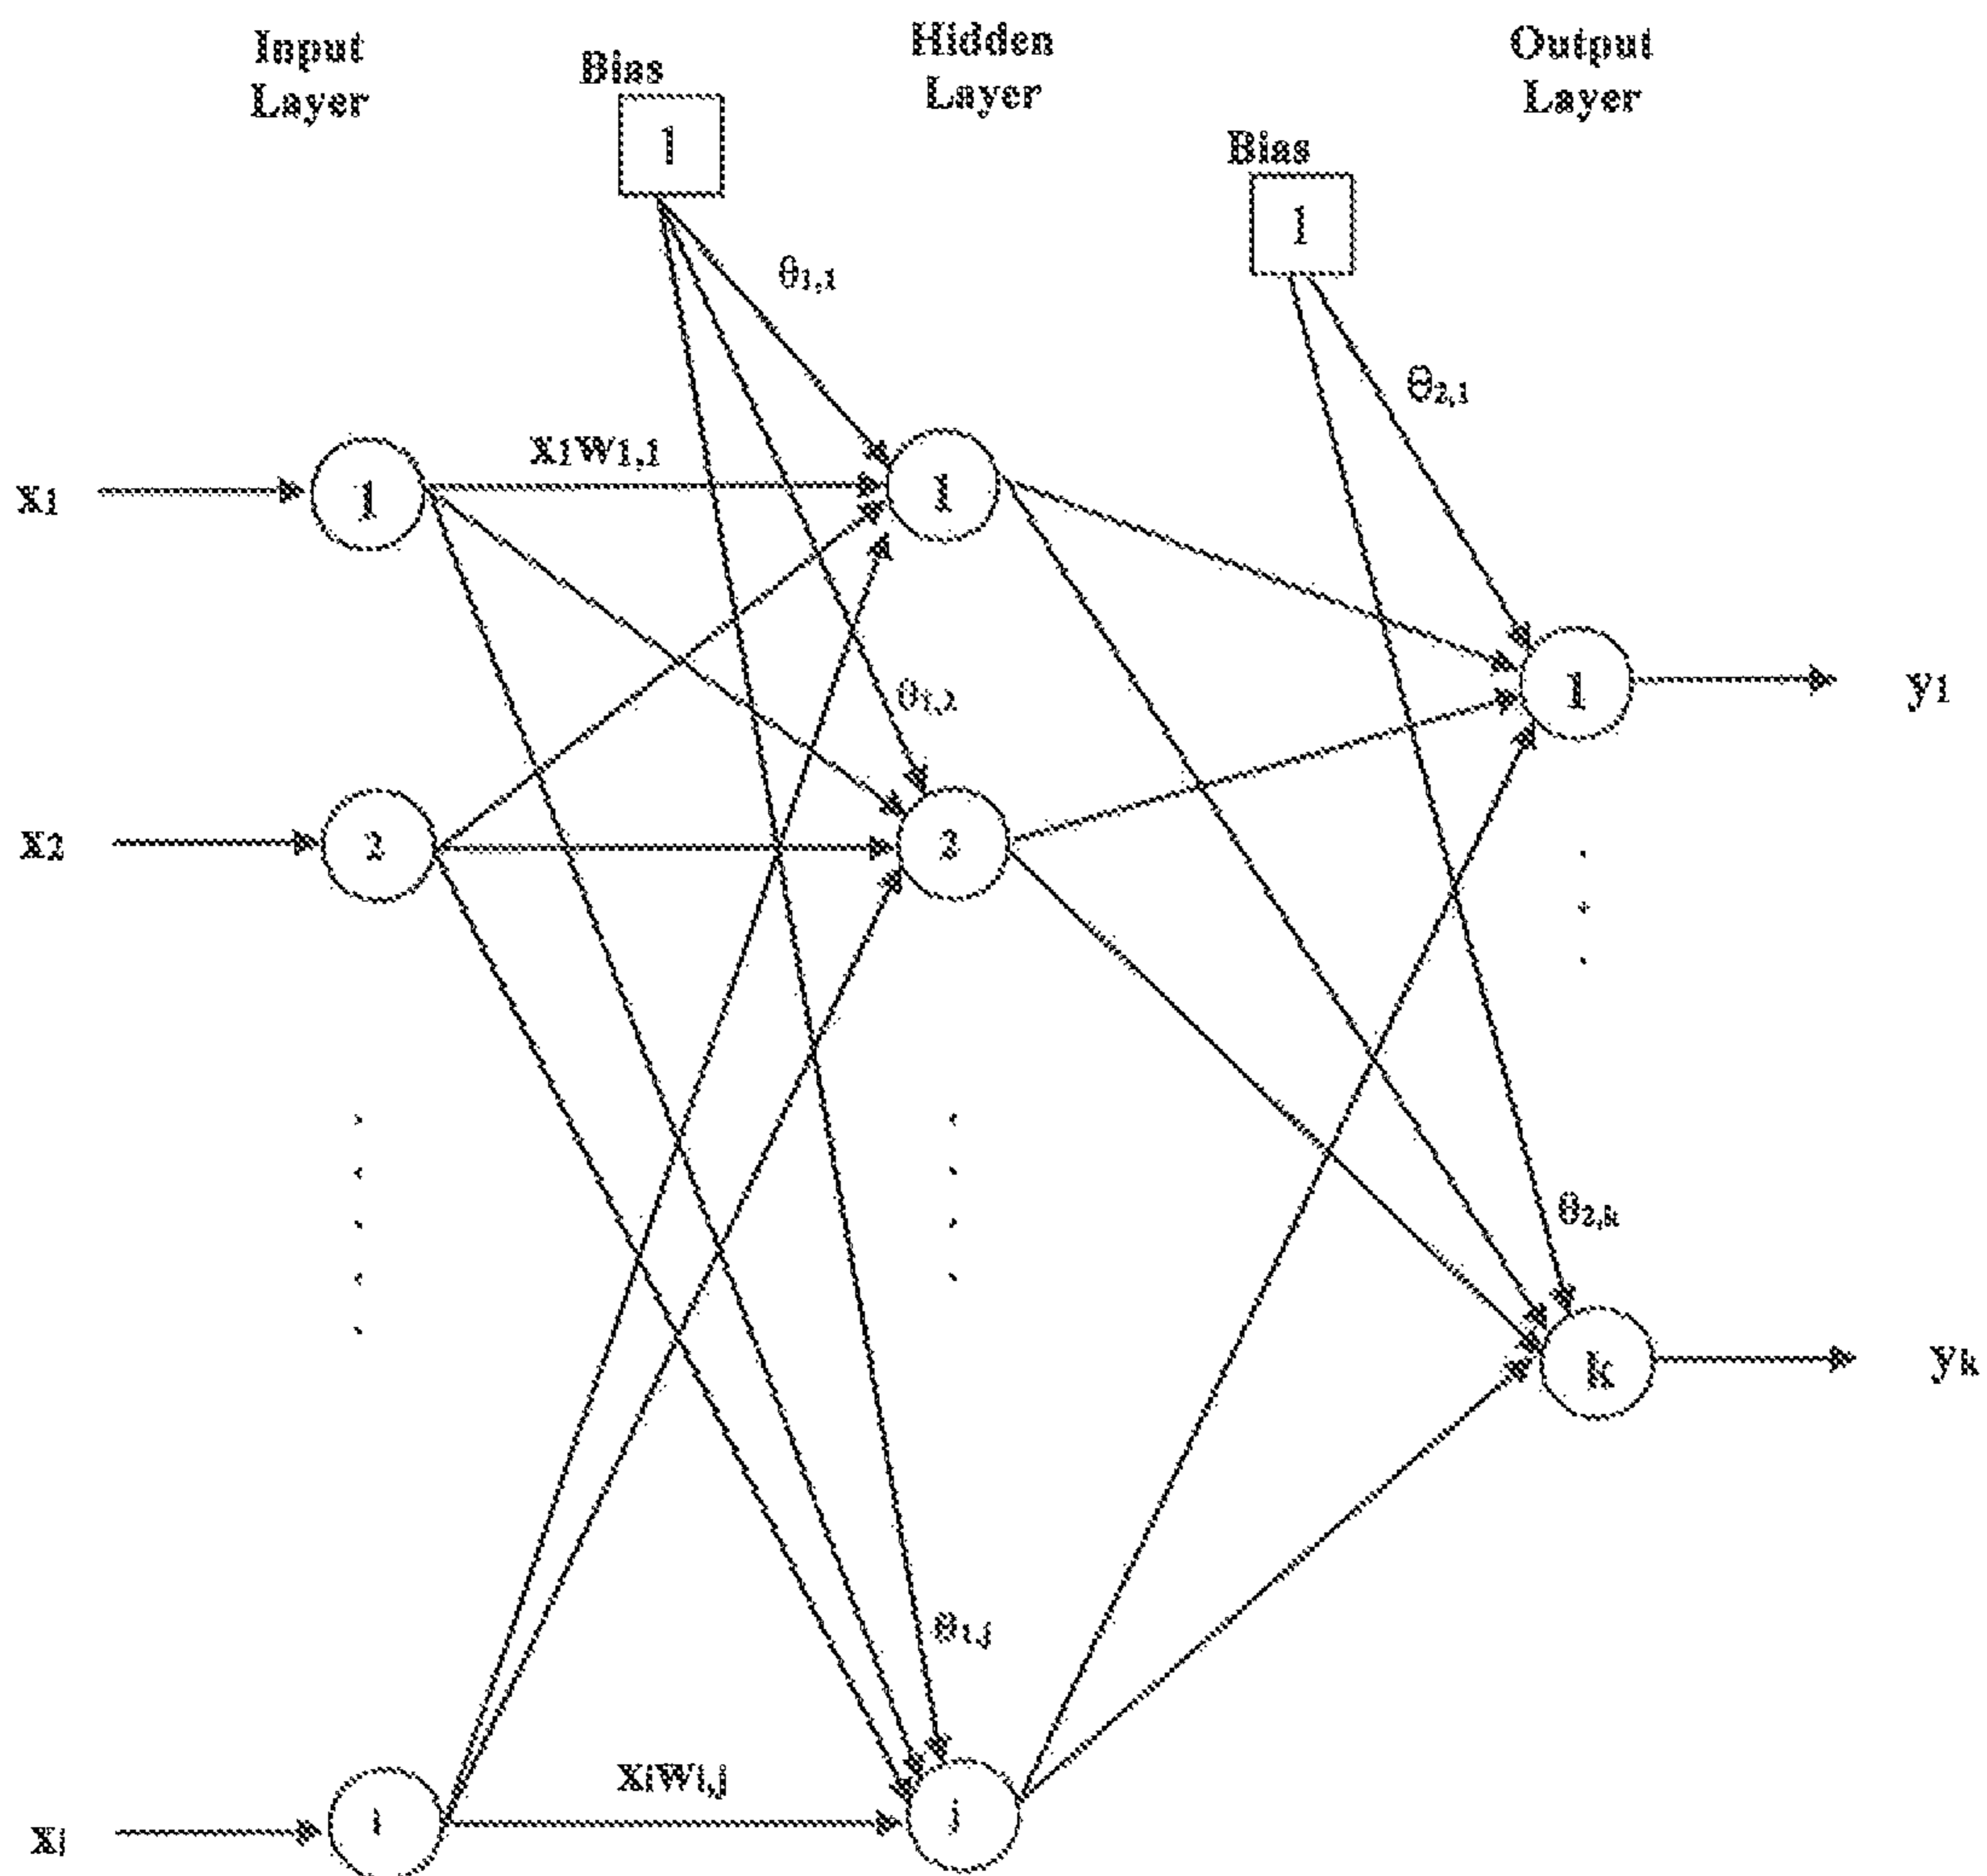 Input
Layer
Bias
1
Hidden
Layer
Output
Layer
Bias
1
θ1,1
θ2,1
x1
1
x1w1,1
1
θ1,2
1
y1
x2
2
2
θ2,k
k
yk
θ1,j
xi
i
xiwi,j
j